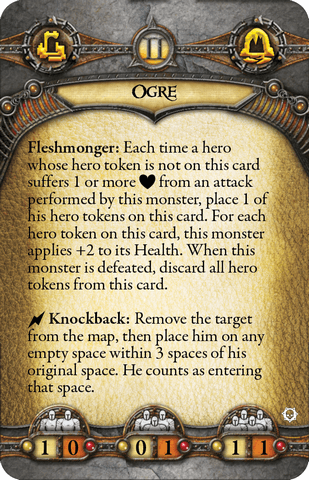 II
OGRE
Fleshmonger: Each time a hero
whose hero token is not on this card
suffers 1 or more from an attack
performed by this monster, place 1 of
his hero tokens on this card. For each
hero token on this card, this monster
applies +2 to its Health. When this
monster is defeated, discard all hero
tokens from this card.
Knockback: Remove the target
from the map, then place him on any
empty space within 3 spaces of his
original space. He counts as entering
that space.
1 0 0 1 1 1